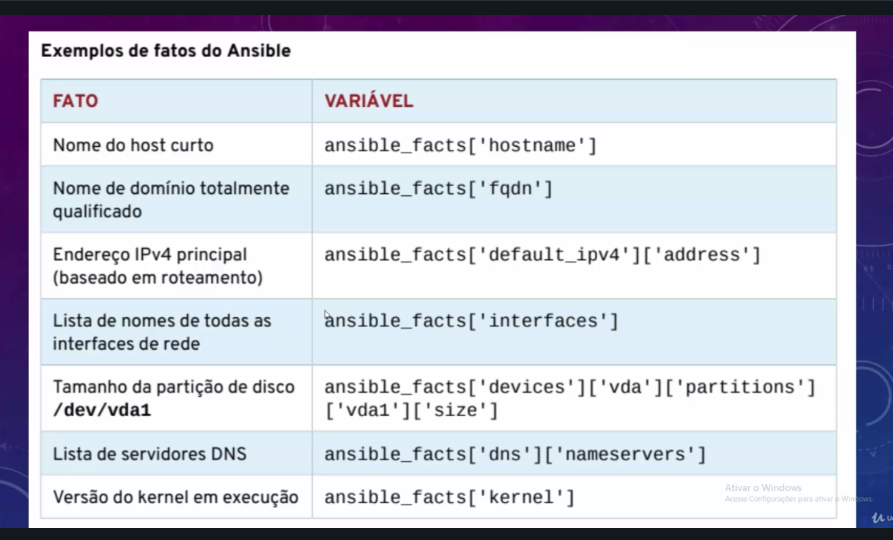 Exemplos de fatos do Ansible
FATO
VARIÁVEL
Nome do host curto
ansible_facts['hostname']
Nome de domínio totalmente
qualificado
ansible_facts['fqdn']
Endereço IPv4 principal
(baseado em roteamento)
ansible_facts['default_ipv4']['address']
Lista de nomes de todas as
interfaces de rede
ansible_facts['interfaces']
Tamanho da partição de disco
/dev/vda1
ansible_facts['devices']['vda']['partitions']
['vda1']['size']
Lista de servidores DNS
ansible_facts['dns']['nameservers']
Versão do kernel em execução
ansible_facts['kernel']
Ativar o Windows
Acesse Configurações para ativar o Windows.